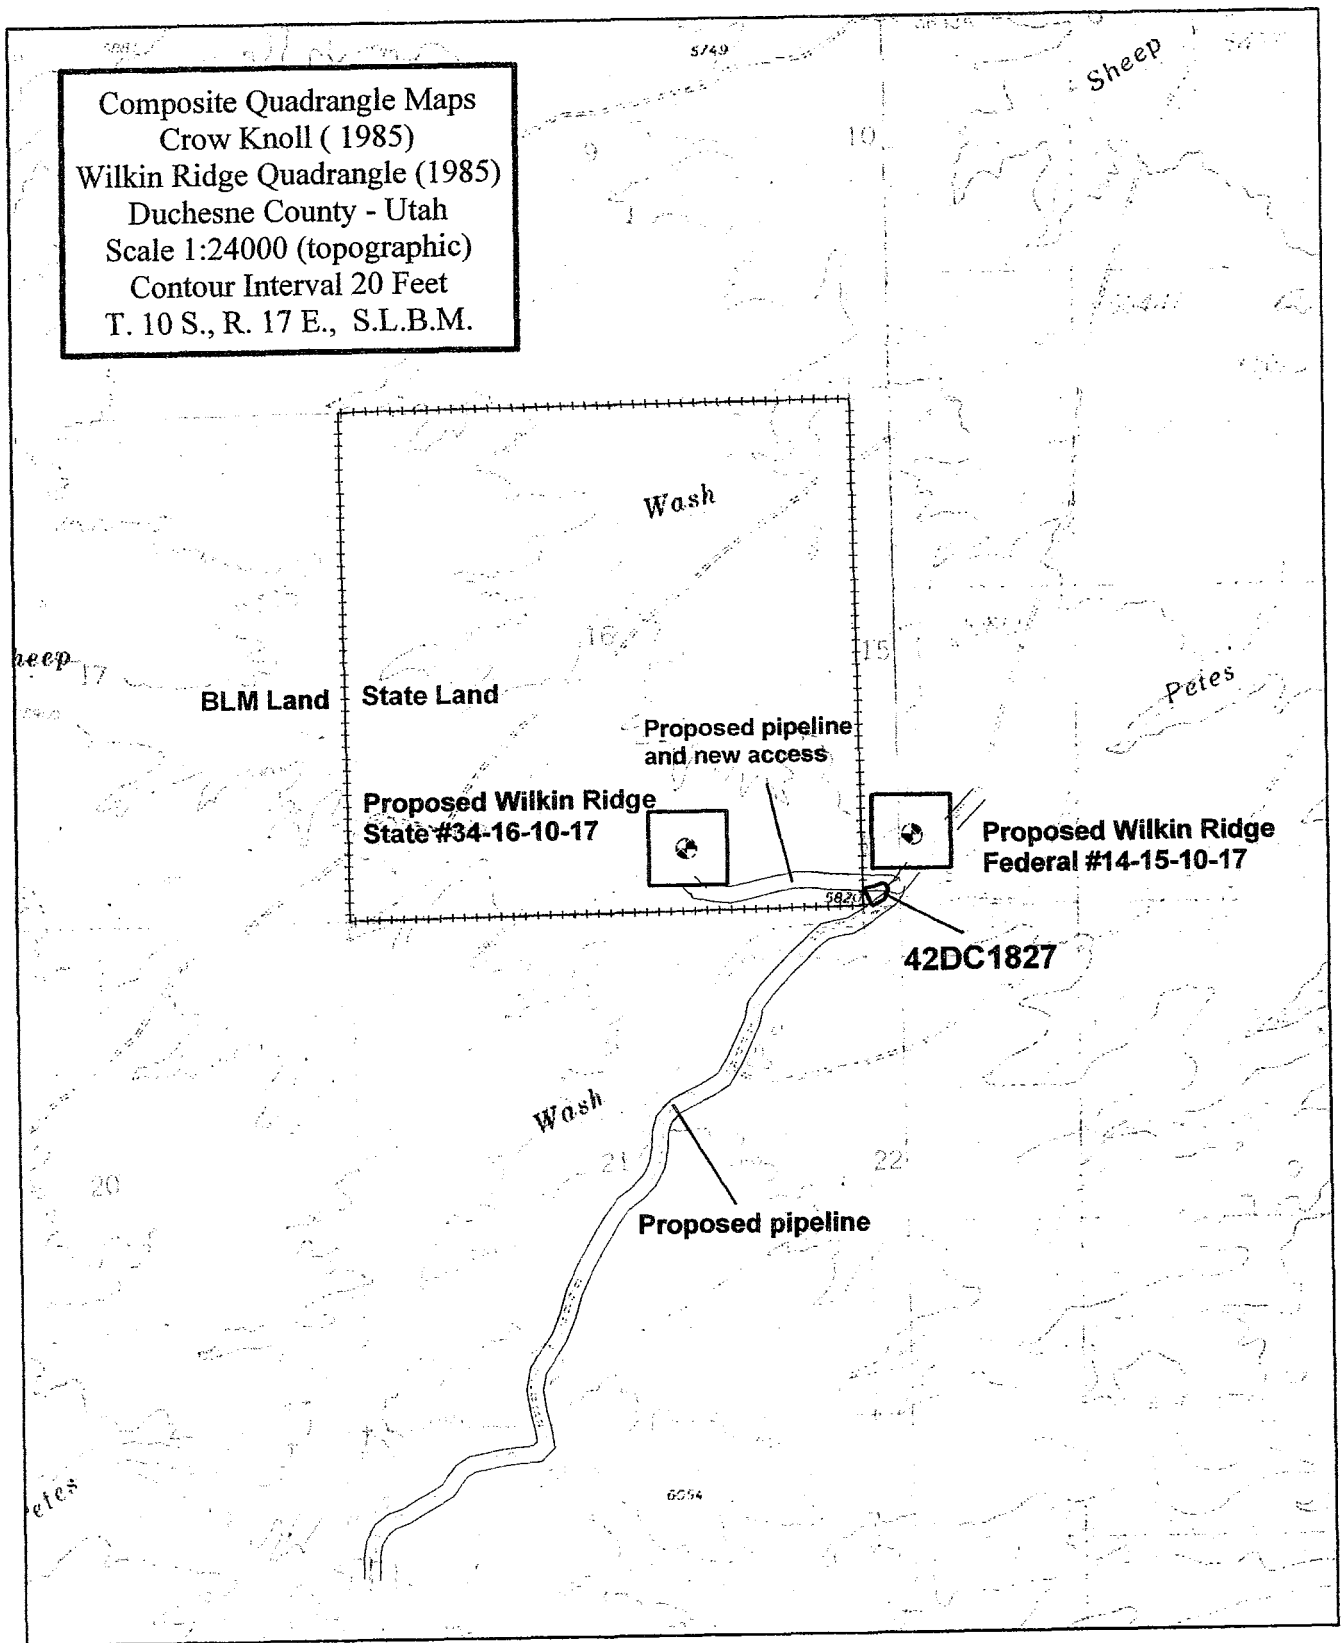 5749
Sheep
Composite Quadrangle Maps
Crow Knoll ( 1985)
Wilkin Ridge Quadrangle (1985)
Duchesne County - Utah
Scale 1:24000 (topographic)
Contour Interval 20 Feet
T. 10 S., R. 17 E., S.L.B.M.
9
10
Wash
16
15
heep
17
Petes
BLM Land
State Land
Proposed pipeline
and new access
Proposed Wilkin Ridge
State #34-16-10-17
Proposed Wilkin Ridge
Federal #14-15-10-17
5820
42DC1827
Wash
20
21
22
Proposed pipeline
etes
6054